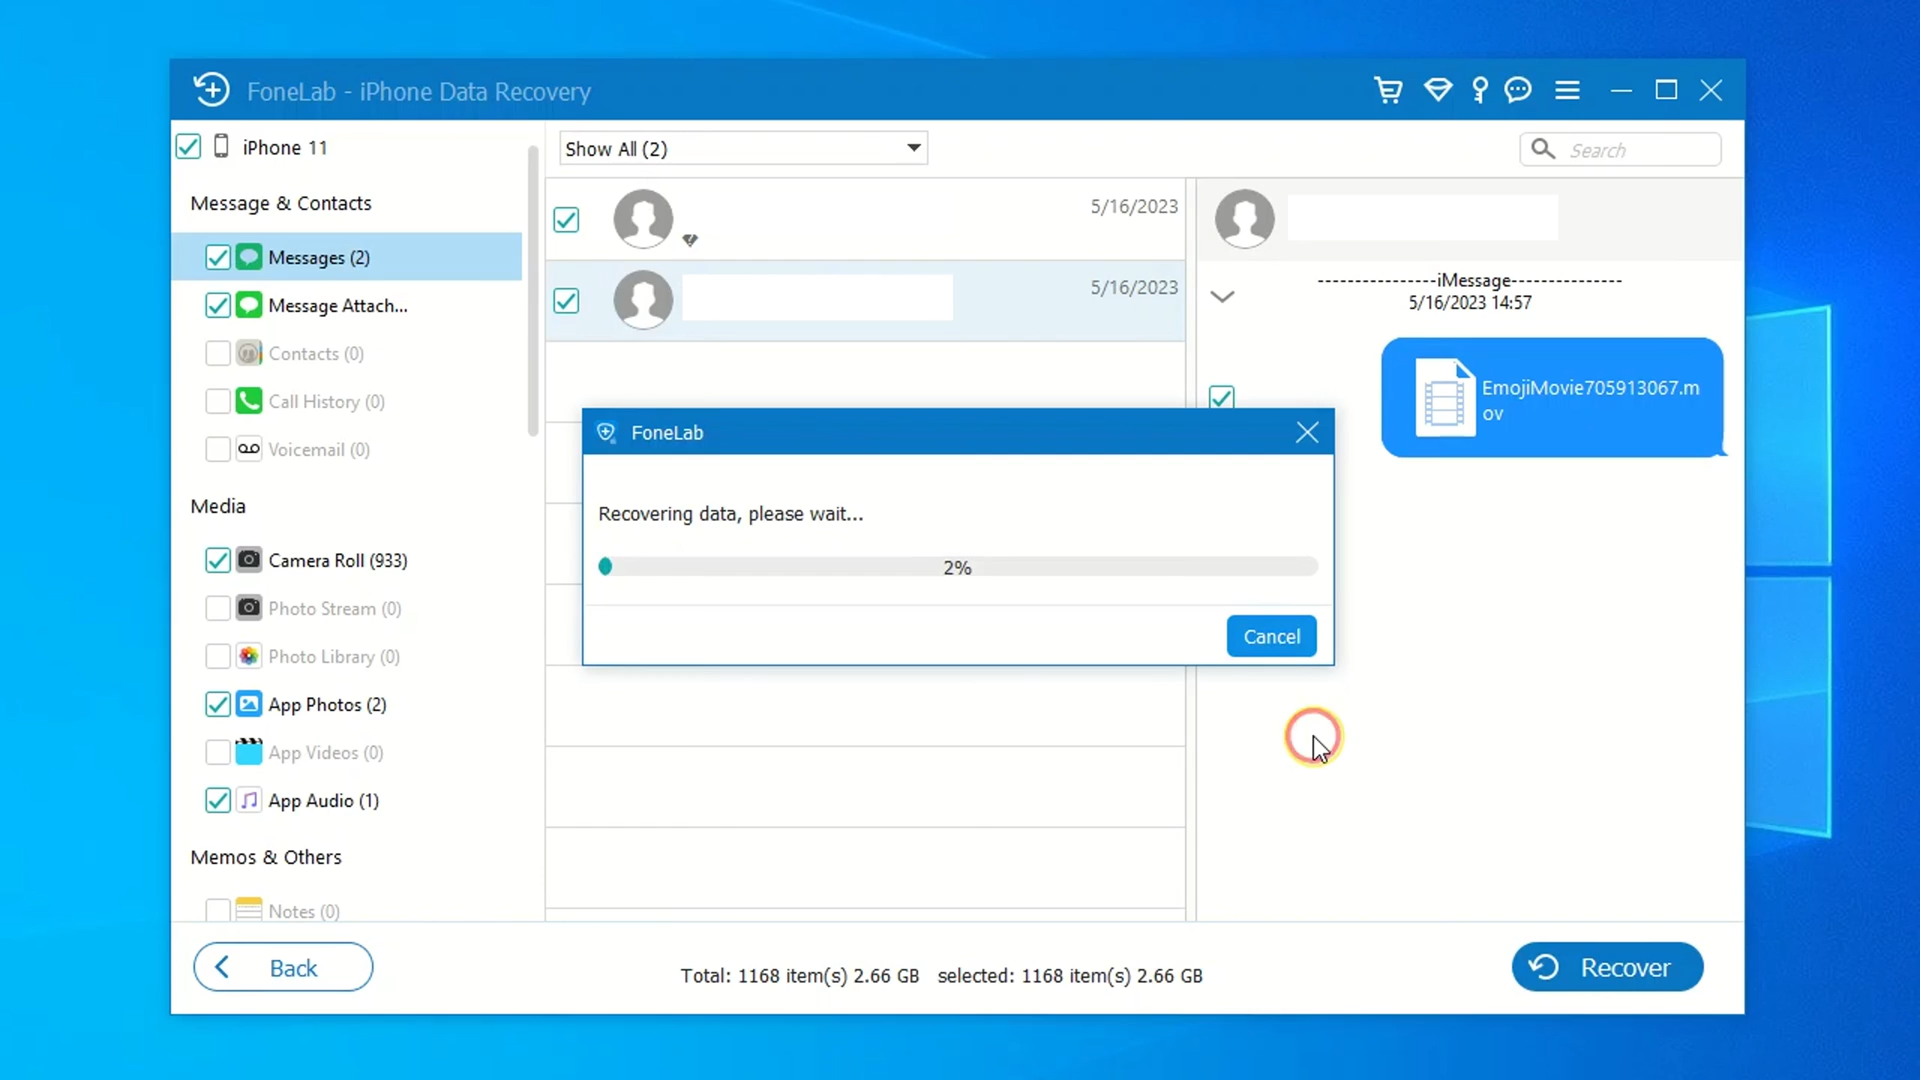 FoneLab - iPhone Data Recovery
iPhone 11
Message & Contacts
Messages (2)
Message Attach...
Contacts (0)
Call History (0)
Voicemail (0)
Media
Camera Roll (933)
Photo Stream (0)
Photo Library (0)
App Photos (2)
App Videos (0)
App Audio (1)
Memos & Others
Notes (0)
Show All (2)
Search
5/16/2023
5/16/2023
----------------iMessage---------------
5/16/2023 14:57
EmojiMovie705913067.m
ov
FoneLab
Recovering data, please wait...
2%
Cancel
Back
Total: 1168 item(s) 2.66 GB selected: 1168 item(s) 2.66 GB
Recover